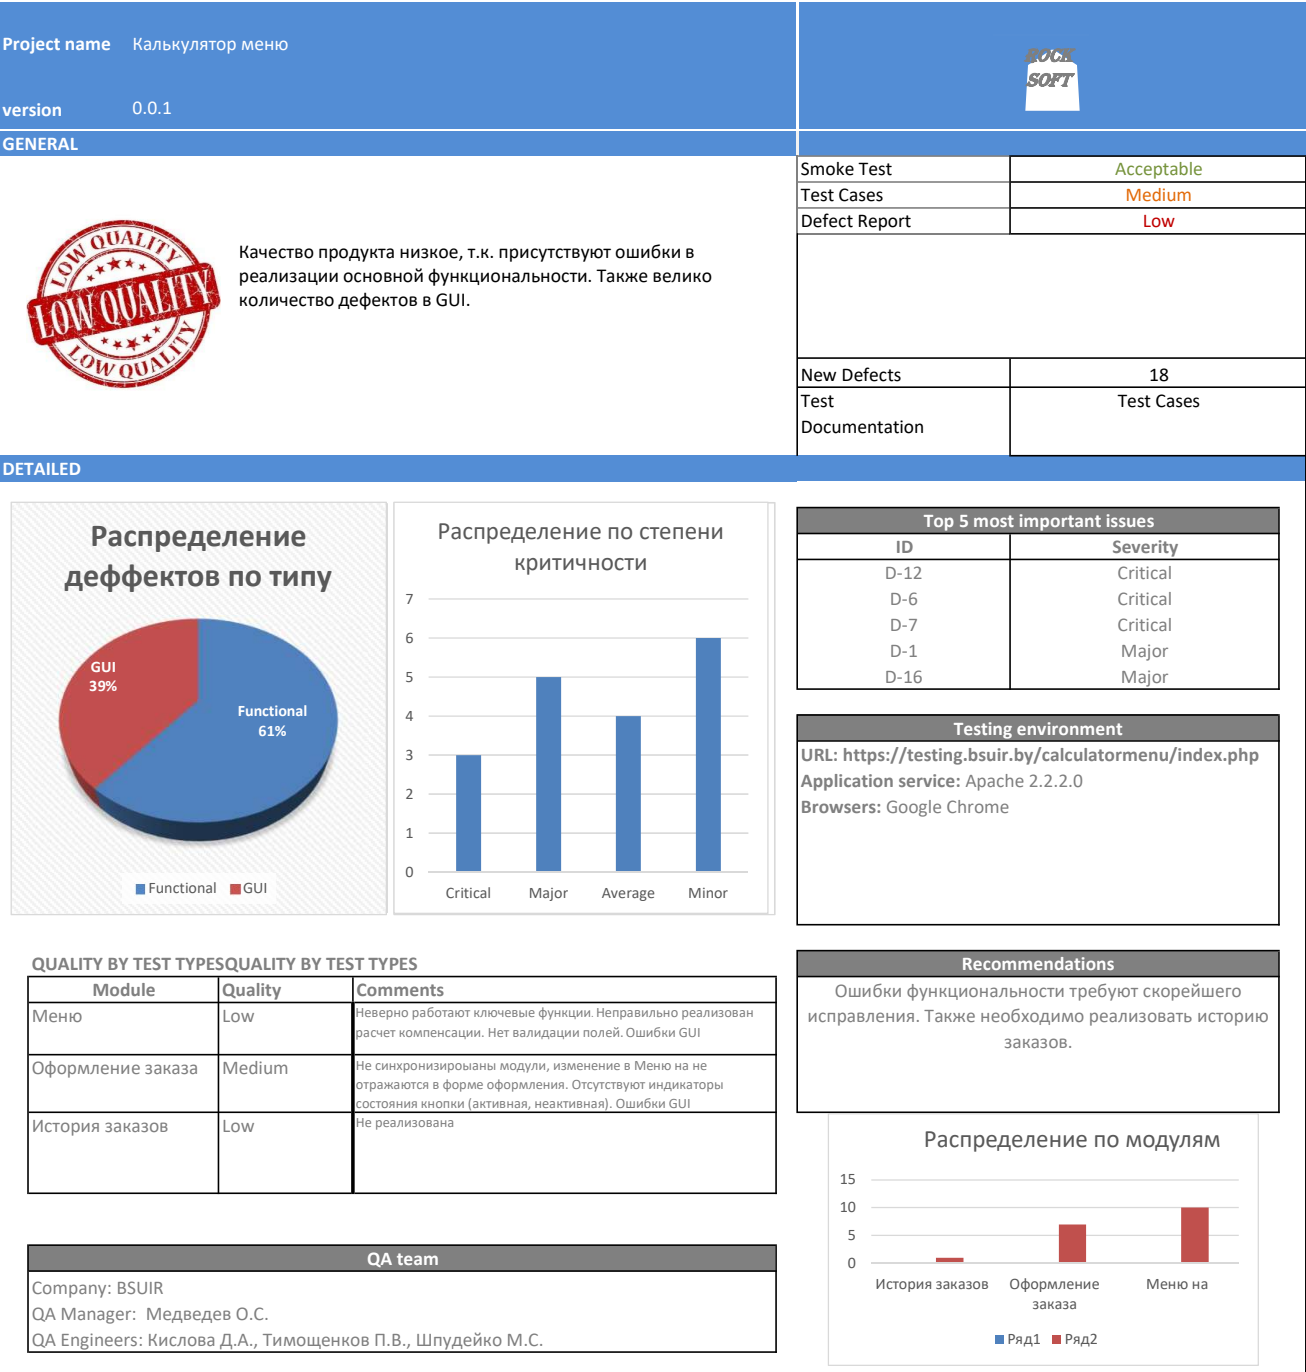 Project name Калькулятор меню
ROCK
SOFT
version 0.0.1
GENERAL
Smoke Test Acceptable
Test Cases Medium
Defect Report Low
LOW QUALITY
LOW QUALITY
LOW QUALITY
Качество продукта низкое, т.к. присутствуют ошибки в
реализации основной функциональности. Также велико
количество дефектов в GUI.
New Defects 18
Test Test Cases
Documentation
DETAILED
Распределение
деффектов по типу
GUI
39%
Functional
61%
Functional GUI
Распределение по степени
критичности
7
6
5
4
3
2
1
0
Critical Major Average Minor
Top 5 most important issues
ID Severity
D-12 Critical
D-6 Critical
D-7 Critical
D-1 Major
D-16 Major
Testing environment
URL: https://testing.bsuir.by/calculatormenu/index.php
Application service: Apache 2.2.2.0
Browsers: Google Chrome
QUALITY BY TEST TYPESQUALITY BY TEST TYPES
Module Quality Comments
Меню Low Неверно работают ключевые функции. Неправильно реализован
расчет компенсации. Нет валидации полей. Ошибки GUI
Оформление заказа Medium Не синхронизироыаны модули, изменение в Меню на не
отражаются в форме оформления. Отсутствуют индикаторы
состояния кнопки (активная, неактивная). Ошибки GUI
История заказов Low Не реализована
Recommendations
Ошибки функциональности требуют скорейшего
исправления. Также необходимо реализовать историю
заказов.
Распределение по модулям
15
10
5
0
История заказов Оформление Меню на
заказа
Ряд1 Ряд2
QA team
Company: BSUIR
QA Manager: Медведев О.С.
QA Engineers: Кислова Д.А., Тимощенков П.В., Шпудейко М.С.